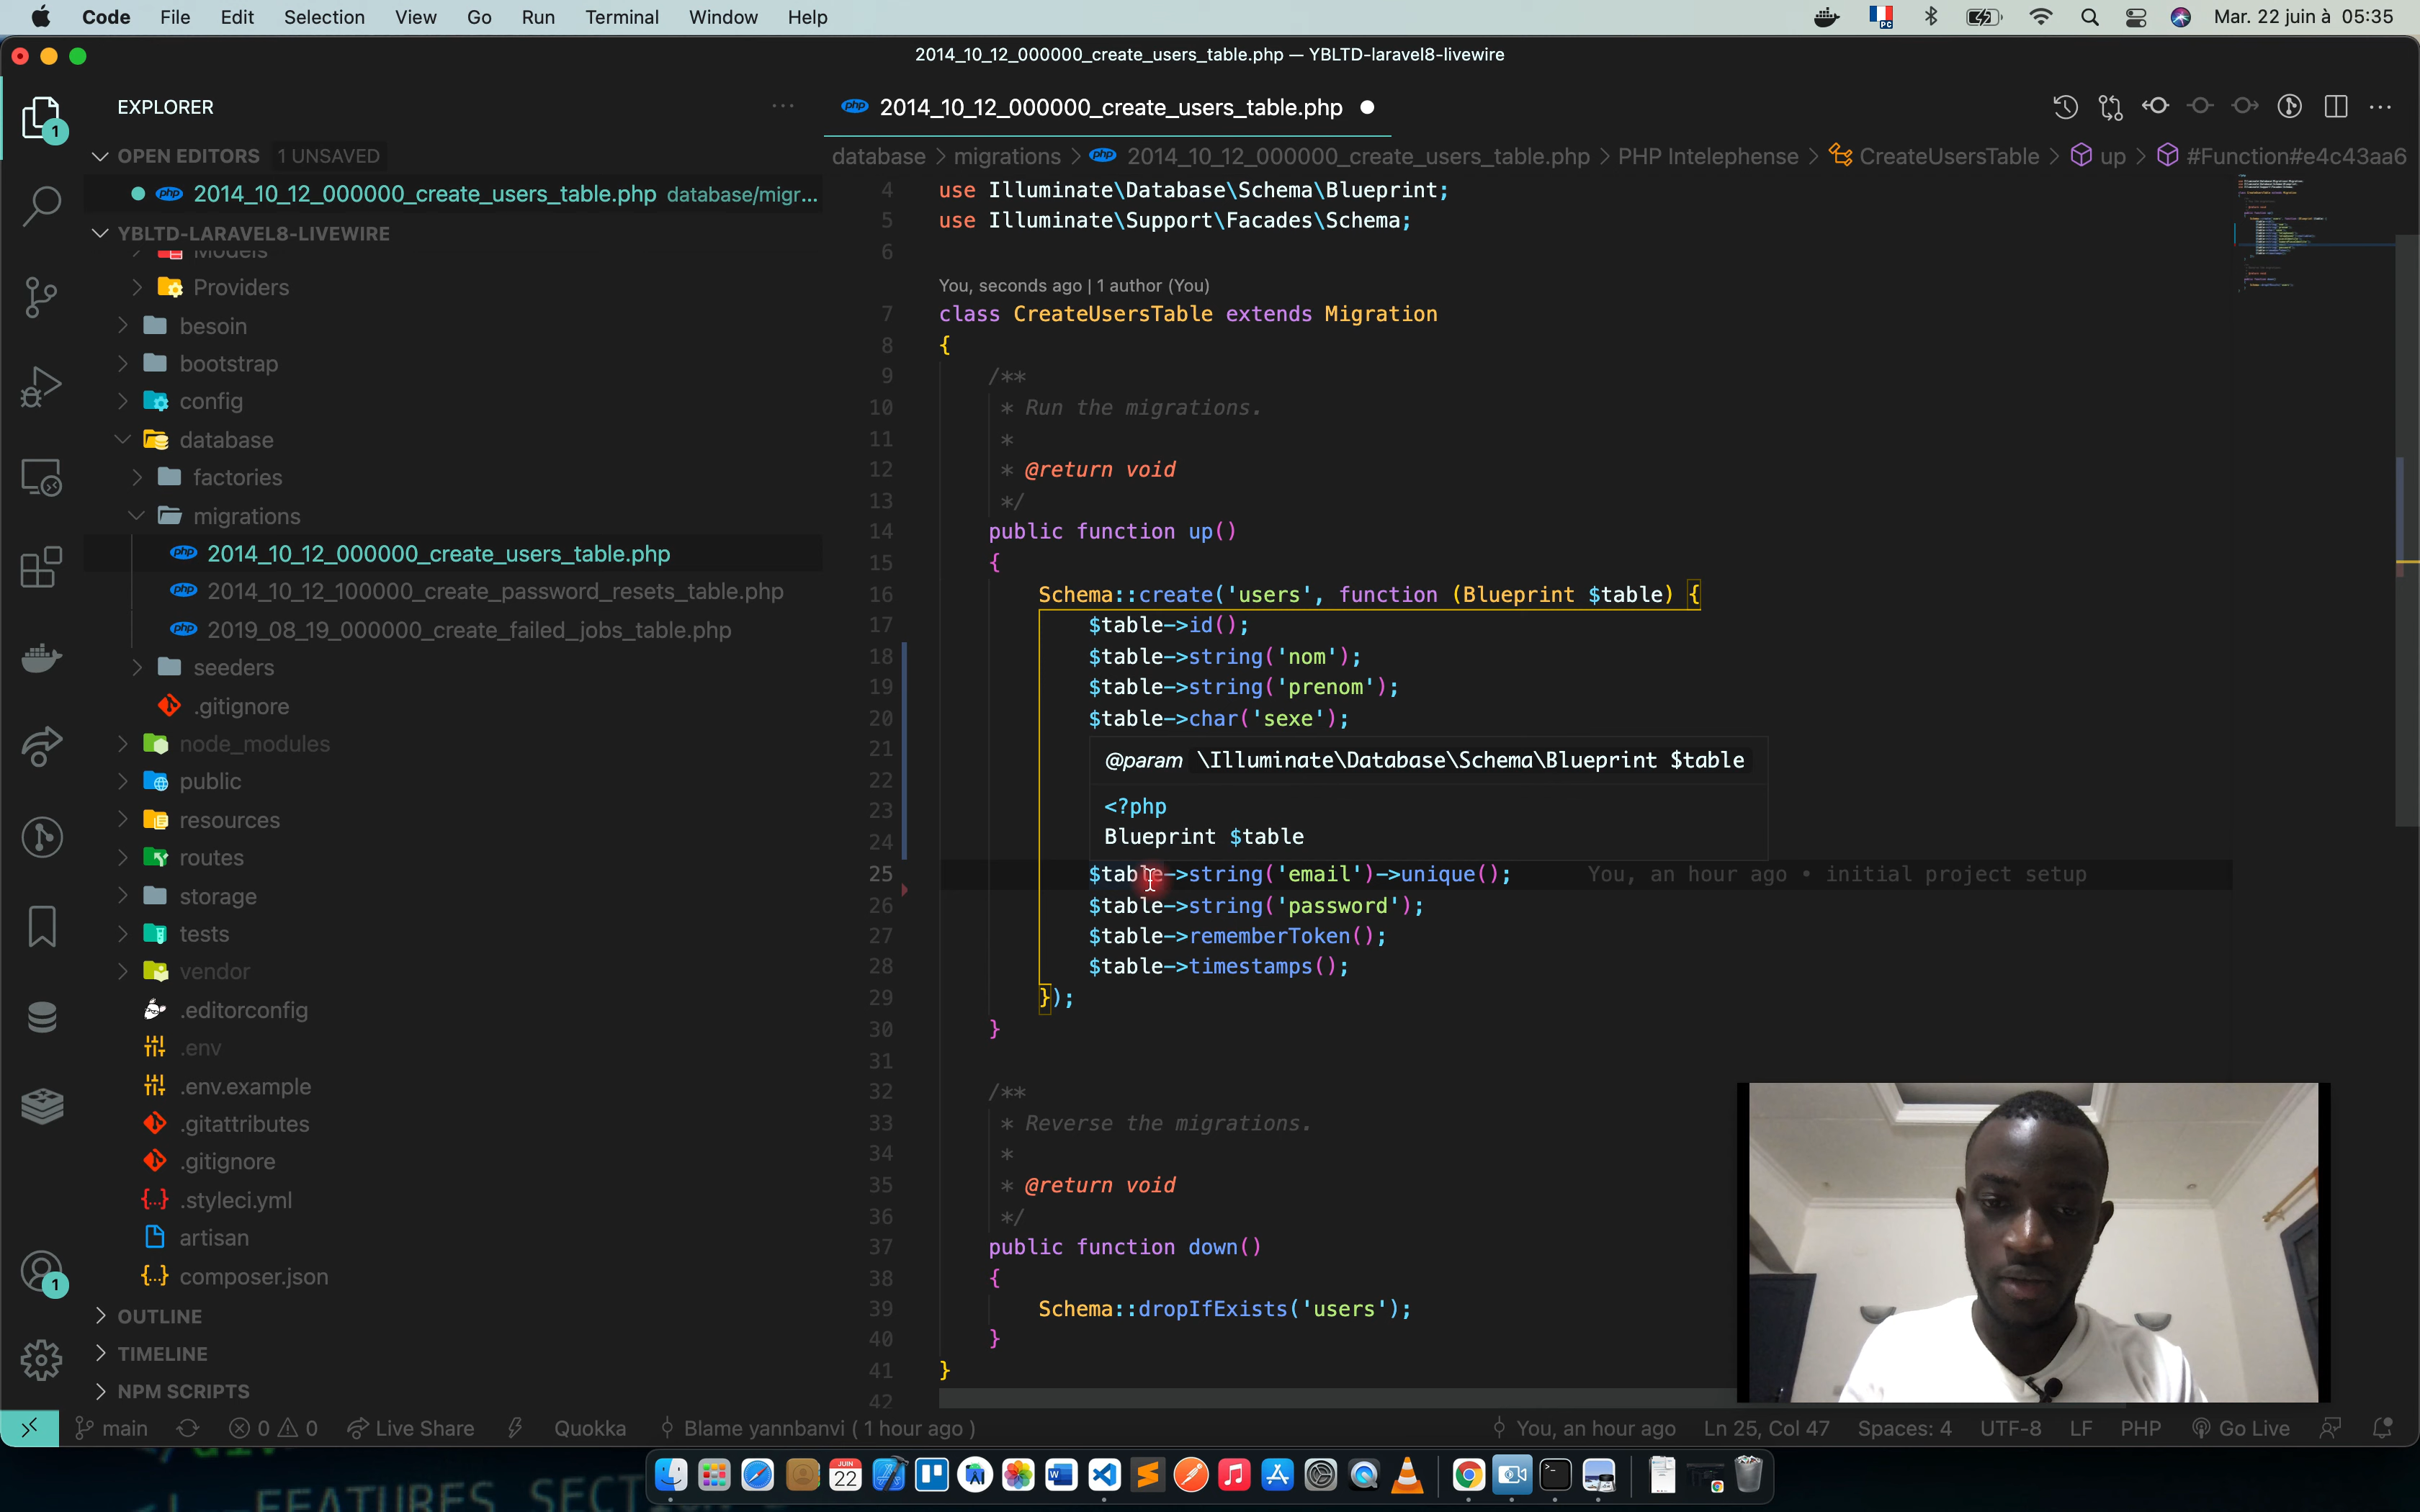 Code File Edit Selection View Go Run Terminal Window Help
Mar. 22 juin à 05:35
2014_10_12_000000_create_users_table.php — YBLTD-laravel8-livewire
EXPLORER
OPEN EDITORS 1 UNSAVED
2014_10_12_000000_create_users_table.php database/migr...
YBLTD-LARAVEL8-LIVEWIRE
Models
Providers
besoin
bootstrap
config
database
factories
migrations
2014_10_12_000000_create_users_table.php
2014_10_12_100000_create_password_resets_table.php
2019_08_19_000000_create_failed_jobs_table.php
seeders
.gitignore
node_modules
public
resources
routes
storage
tests
vendor
.editorconfig
.env
.env.example
.gitattributes
.gitignore
.styleci.yml
artisan
composer.json
OUTLINE
TIMELINE
NPM SCRIPTS
1
1
2014_10_12_000000_create_users_table.php
database > migrations > 2014_10_12_000000_create_users_table.php > PHP Intelephense > CreateUsersTable > up > #Function#e4c43aa6
4 use Illuminate\Database\Schema\Blueprint;
5 use Illuminate\Support\Facades\Schema;
6
You, seconds ago | 1 author (You)
7 class CreateUsersTable extends Migration
8 {
9 /**
10 * Run the migrations.
11 *
12 * @return void
13 */
14 public function up()
15 {
16 Schema::create('users', function (Blueprint $table) {
17 $table->id();
18 $table->string('nom');
19 $table->string('prenom');
20 $table->char('sexe');
21
22
23
24
@param \Illuminate\Database\Schema\Blueprint $table
<?php
Blueprint $table
25 $table->string('email')->unique(); You, an hour ago • initial project setup
26 $table->string('password');
27 $table->rememberToken();
28 $table->timestamps();
29 });
30 }
31
32 /**
33 * Reverse the migrations.
34 *
35 * @return void
36 */
37 public function down()
38 {
39 Schema::dropIfExists('users');
40 }
41 }
42
main 0 0 Live Share Quokka Blame yannbanvi ( 1 hour ago ) You, an hour ago Ln 25, Col 47 Spaces: 4 UTF-8 LF PHP Go Live
JUIN
22
FEATURES SECT